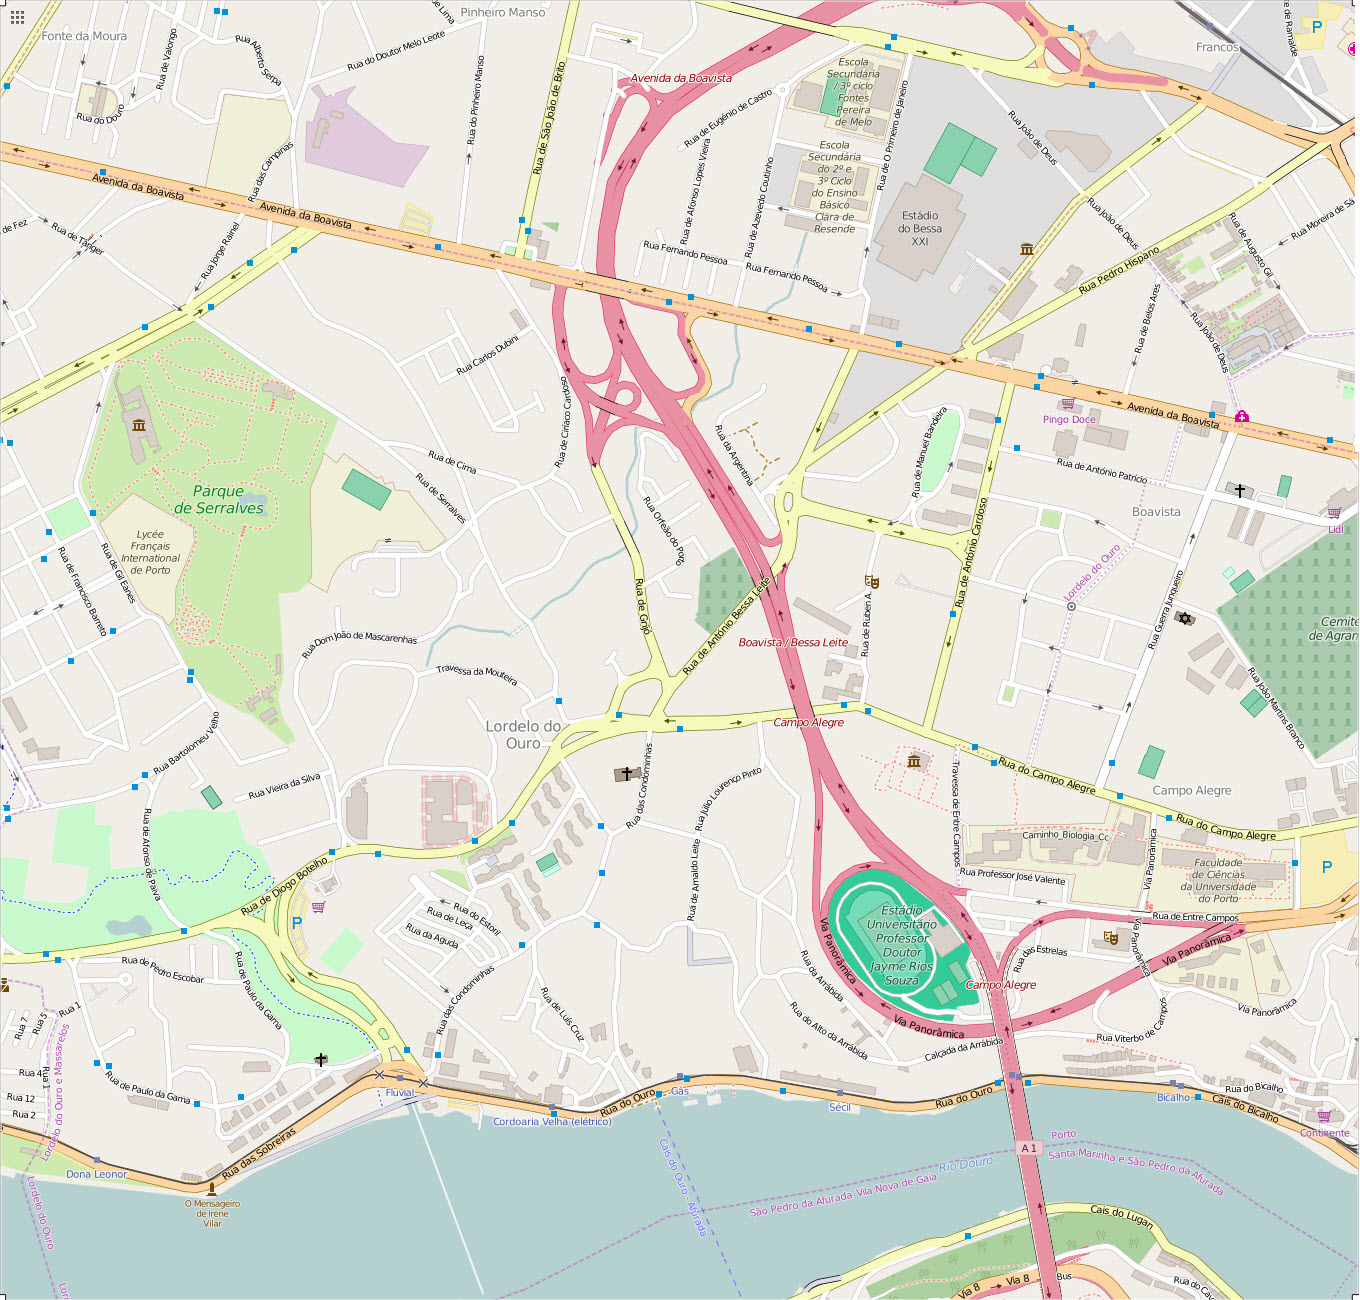 Pinheiro Manso
de Lima
Fonte da Moura
Rua de Vaiongo
Rua Alberto Serpa
Rua do Doutor Melo Leote
Rua do Pinheiro Manso
Rua de São João de Brito
Avenida da Boavista
Francos
e de Ramalde
P
Escola
Secundária
/ 3º ciclo
Fontes
Pereira
de Melo
Rua do Douro
Rua de Eugénio de Castro
Rua de O Primeiro de Janeiro
Rua João de Deus
Escola
Secundária
do 2º e
3º Ciclo
do Ensino
Básico
Clara de
Resende
Rua das Campinas
Rua de Afonso Lopes Vieira
Rua de Azevedo Coutinho
Avenida da Boavista
Avenida da Boavista
Estádio
do Bessa
XXI
Rua João de Deus
Rua de Augusto Gil
Rua Moreira de Sá
de Fez
Rua de Tânger
Rua Jorge Rainel
Rua Fernando Pessoa
Rua Fernando Pessoa
Rua Pedro Hispano
Rua de Belos Ares
Rua João de Deus
Rua Carlos Dubini
Rua de Ciríaco Cardoso
Pingo Doce
Avenida da Boavista
Rua de Manuel Bandeira
Rua da Argentina
Rua de Cima
Rua de Serralves
Rua de António Patrício
Parque
de Serralves
Boavista
Lidl
Lycée
Français
International
de Porto
Rua Orfeão do Porto
Rua de António Cardoso
Lordelo do Ouro
Rua de Gil Eanes
Rua de Francisco Barreto
Rua de Grijó
Rua de António Bessa Leite
Rua de Ruben A.
Rua Guerra Junqueiro
Cemité
de Agram
Rua Dom João de Mascarenhas
Boavista / Bessa Leite
Travessa da Mouteira
Rua João Martins Branco
Lordelo do
Ouro
Campo Alegre
Rua Bartolomeu Velho
Rua Vieira da Silva
Rua das Condominhas
Rua Júlio Lourenço Pinto
Travessa de Entre Campos
Rua do Campo Alegre
Campo Alegre
Rua do Campo Alegre
Rua de Afonso de Paiva
Caminho_Biologia_Cc
Rua de Arnaldo Leite
Via Panorâmica
Faculdade
de Ciências
da Universidade
do Porto
P
Rua de Diogo Botelho
Rua Professor José Valente
P
Rua do Estoril
Rua de Leça
Rua da Aguda
Estádio
Universitário
Professor
Doutor
Jayme Rios
Souza
Rua de Entre Campos
Via Panorâmica
Via Panorâmica
Via Panorâmica
Rua das Estrelas
Rua de Pedro Escobar
Rua de Paulo da Gama
Rua das Condominhas
Rua da Arrábida
Campo Alegre
Rua 1
Rua 5
Rua 7
Rua de Luís Cruz
Rua do Alto da Arrábida
Via Panorâmica
Via Panorâmica
Rua Viterbo de Campos
Calçada da Arrábida
Rua 4
Rua 1
Rua 12
Rua 2
Lordelo do Ouro e Massarelos
Rua de Paulo da Gama
Fluvial
Gás
Rua do Ouro
Cordoaria Velha (elétrico)
Sécil
Rua do Ouro
Bicalho
Rua do Bicalho
Cais do Bicalho
Continente
Rua das Sobreiras
Dona Leonor
Cais do Ouro - Afurada
A 1
Porto
Santa Marinha e São Pedro da Afurada
Rio Douro
São Pedro da Afurada Vila Nova de Gaia
Lordelo do Ouro
O Mensageiro
de Irene
Vilar
Cais do Lugan
Via 8
Via 8
Bus
Rua do Cav
Lord